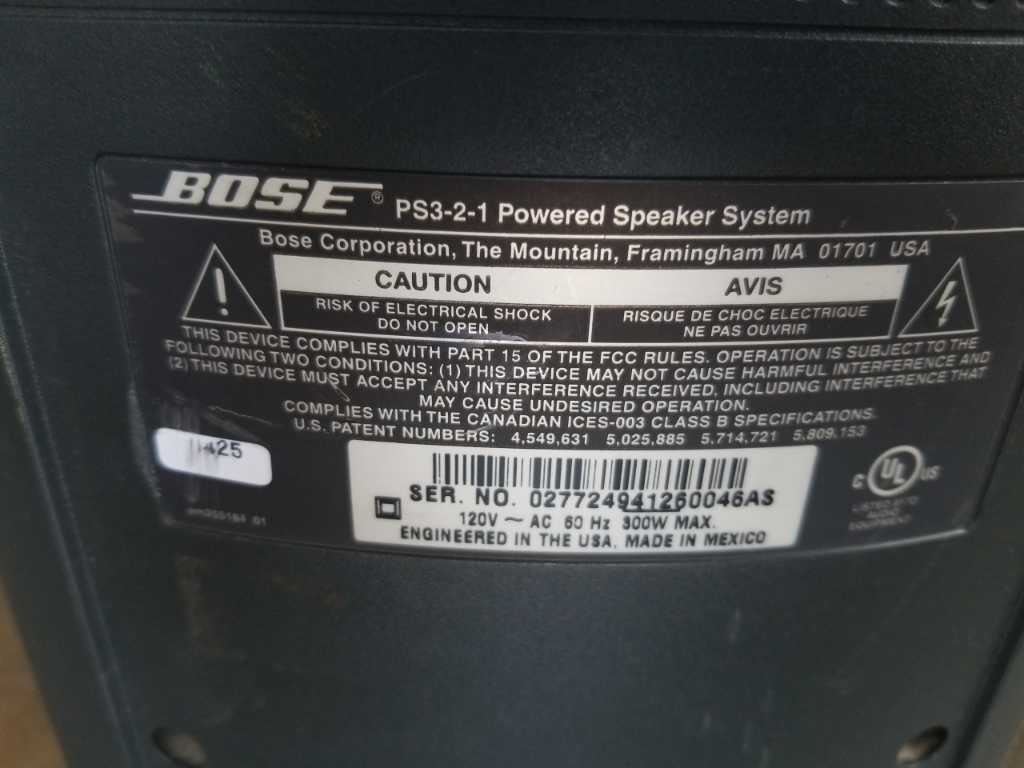 BOSE ® PS3-2-1 Powered Speaker System
Bose Corporation, The Mountain, Framingham MA 01701 USA
CAUTION
RISK OF ELECTRICAL SHOCK
DO NOT OPEN
AVIS
RISQUE DE CHOC ELECTRIQUE
NE PAS OUVRIR
THIS DEVICE COMPLIES WITH PART 15 OF THE FCC RULES. OPERATION IS SUBJECT TO THE
FOLLOWING TWO CONDITIONS: (1) THIS DEVICE MAY NOT CAUSE HARMFUL INTERFERENCE AND
(2) THIS DEVICE MUST ACCEPT ANY INTERFERENCE RECEIVED, INCLUDING INTERFERENCE THAT
MAY CAUSE UNDESIRED OPERATION.
COMPLIES WITH THE CANADIAN ICES-003 CLASS B SPECIFICATIONS.
U.S. PATENT NUMBERS: 4,549,631 5,025,885 5,714,721 5,809,153
SER. NO. 027724941260046AS
120V ~ AC 60 Hz 300W MAX.
ENGINEERED IN THE USA, MADE IN MEXICO
C UL US
LISTED
EQUIPMENT